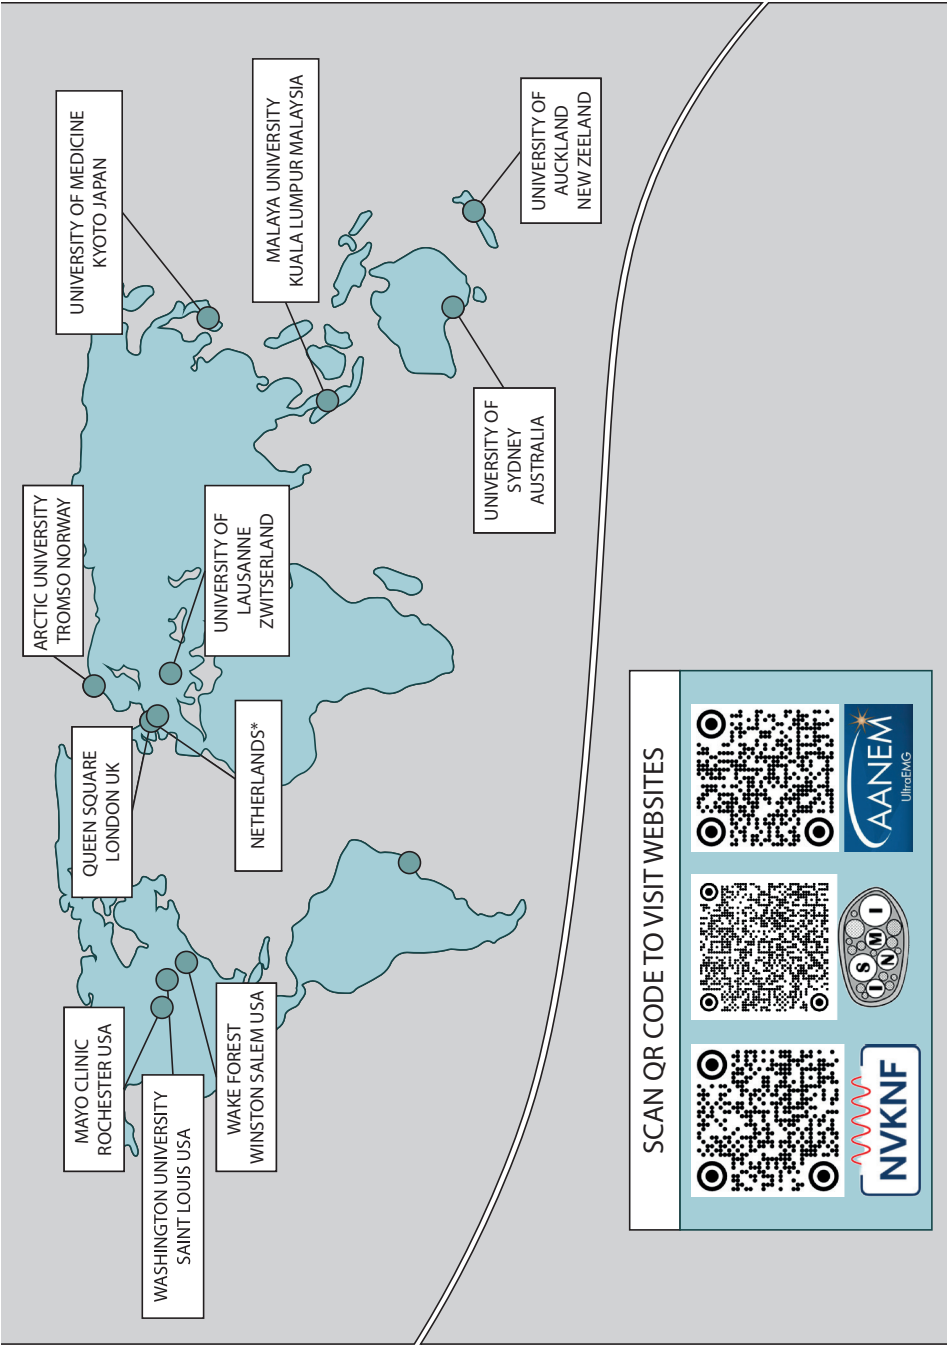 MAYO CLINIC
ROCHESTER USA
WASHINGTON UNIVERSITY
SAINT LOUIS USA
WAKE FOREST
WINSTON SALEM USA
QUEEN SQUARE
LONDON UK
NETHERLANDS*
ARCTIC UNIVERSITY
TROMSO NORWAY
UNIVERSITY OF
LAUSANNE
ZWITSERLAND
UNIVERSITY OF MEDICINE
KYOTO JAPAN
MALAYA UNIVERSITY
KUALA LUMPUR MALAYSIA
UNIVERSITY OF
SYDNEY
AUSTRALIA
UNIVERSITY OF
AUCKLAND
NEW ZEELAND
SCAN QR CODE TO VISIT WEBSITES
NVKNF
ISNMI
AANEM
UltraEMG